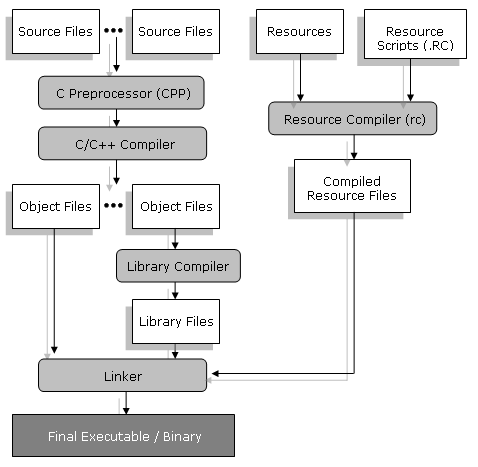 Source Files ••• Source Files
Resources
Resource
Scripts (.RC)
C Preprocessor (CPP)
Resource Compiler (rc)
C/C++ Compiler
Compiled
Resource Files
Object Files ••• Object Files
Library Compiler
Library Files
Linker
Final Executable / Binary